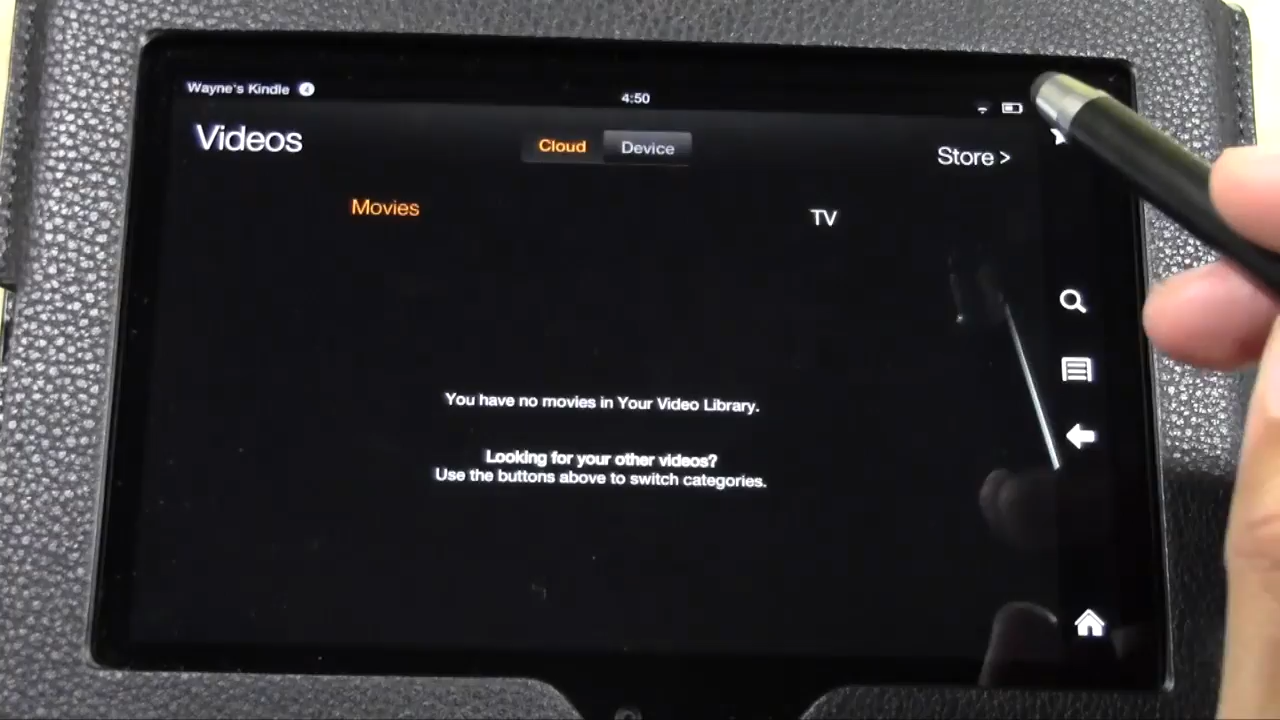 Wayne's Kindle 4
4:50
Videos
Cloud
Device
Store >
Movies
TV
You have no movies in Your Video Library.
Looking for your other videos?
Use the buttons above to switch categories.